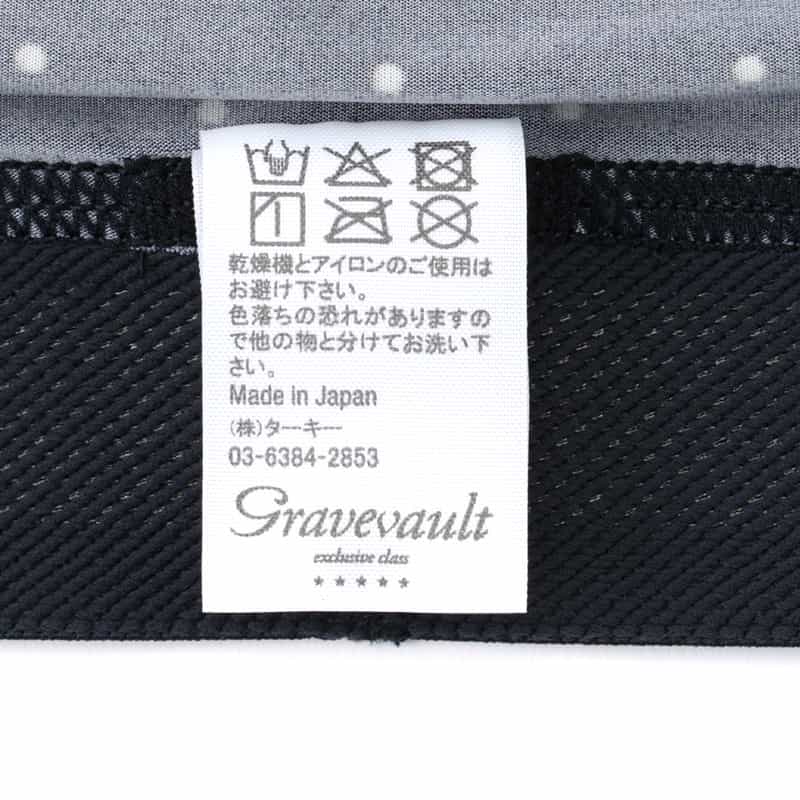 乾燥機とアイロンのご使用は
お避け下さい。
色落ちの恐れがありますの
で他の物と分けてお洗い下
さい。
Made in Japan
(株)ターキー
03-6384-2853
Gravevault
exclusive class